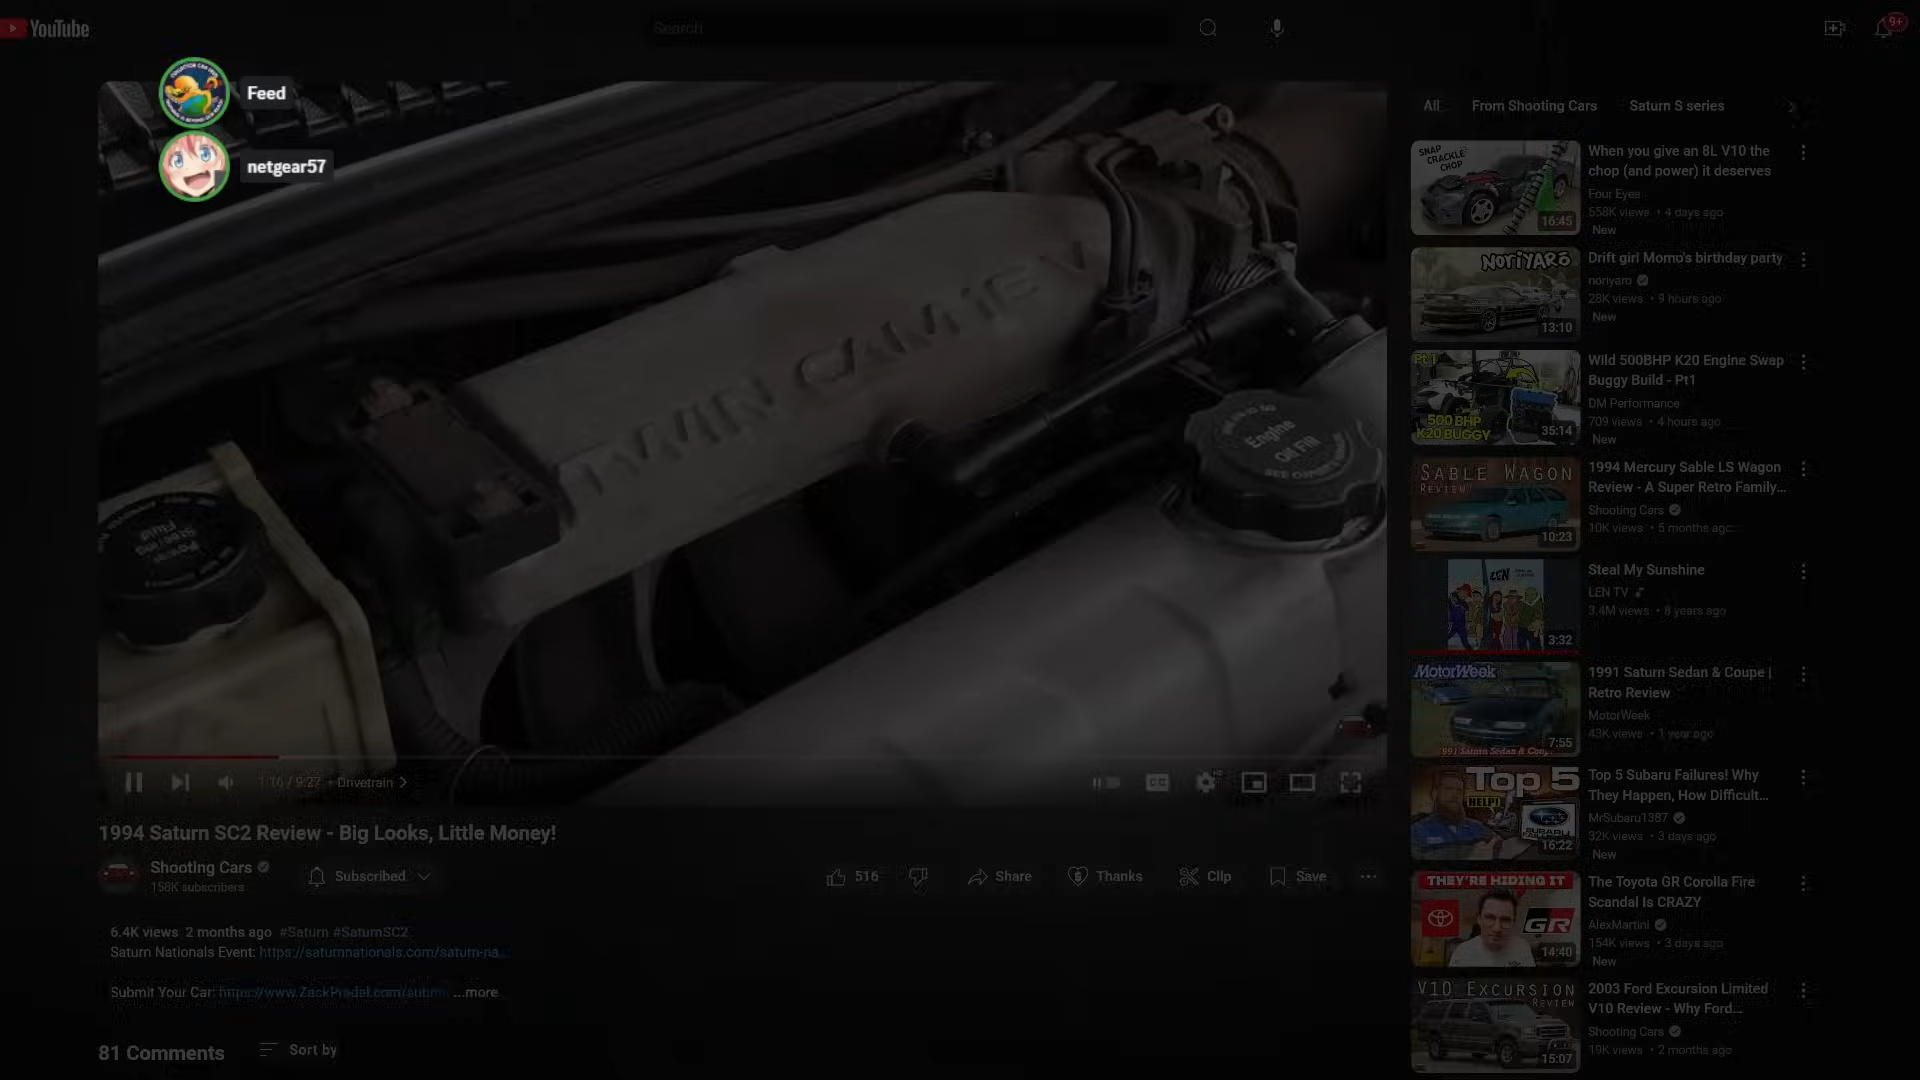 YouTube
Search
9+
Feed
netgear57
TWIN CAM 16 V
Engine
Oil Fill
All
From Shooting Cars
Saturn S series
SNAP
CRACKLE
CHOP
16:45
When you give an 8L V10 the
chop (and power) it deserves
Four Eyes
558K views • 4 days ago
New
NORIYARO
13:10
Drift girl Momo's birthday party
noriyaro
28K views • 9 hours ago
New
Pt1
500 BHP
K20 BUGGY
35:14
Wild 500BHP K20 Engine Swap
Buggy Build - Pt1
DM Performance
709 views • 4 hours ago
New
SABLE WAGON
REVIEW
10:23
1994 Mercury Sable LS Wagon
Review - A Super Retro Family...
Shooting Cars
10K views • 5 months ago
LEN
3:32
Steal My Sunshine
LEN TV
3.4M views • 8 years ago
MotorWeek
7:55
1991 Saturn Sedan & Coupe |
Retro Review
MotorWeek
43K views • 1 year ago
Top 5
HELP!
SUBARU
16:22
Top 5 Subaru Failures! Why
They Happen, How Difficult...
MrSubaru1387
32K views • 3 days ago
New
THEY'RE HIDING IT
GR
14:40
The Toyota GR Corolla Fire
Scandal Is CRAZY
AlexMartini
154K views • 3 days ago
New
V10 EXCURSION
REVIEW
15:07
2003 Ford Excursion Limited
V10 Review - Why Ford...
Shooting Cars
19K views • 2 months ago
1:16 / 9:27 • Drivetrain
CC
1994 Saturn SC2 Review - Big Looks, Little Money!
Shooting Cars
158K subscribers
Subscribed
516
Share
Thanks
Clip
Save
6.4K views 2 months ago #Saturn #SaturnSC2
Saturn Nationals Event: https://saturnnationals.com/saturn-na...
Submit Your Car: https://www.ZackPradel.com/submi ...more
81 Comments
Sort by